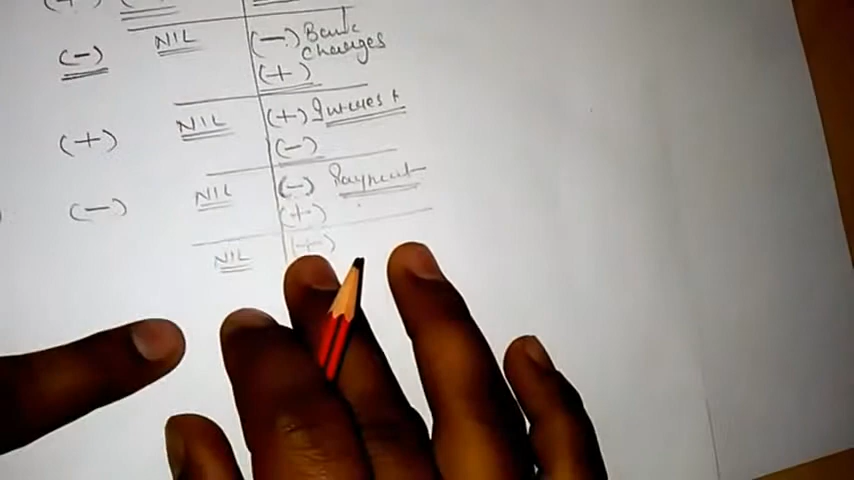 (-) NIL (-) Bank
charges
(+)
(+) NIL (+) Interest
(-)
(-) NIL (-) Payment
(+)
NIL (+)